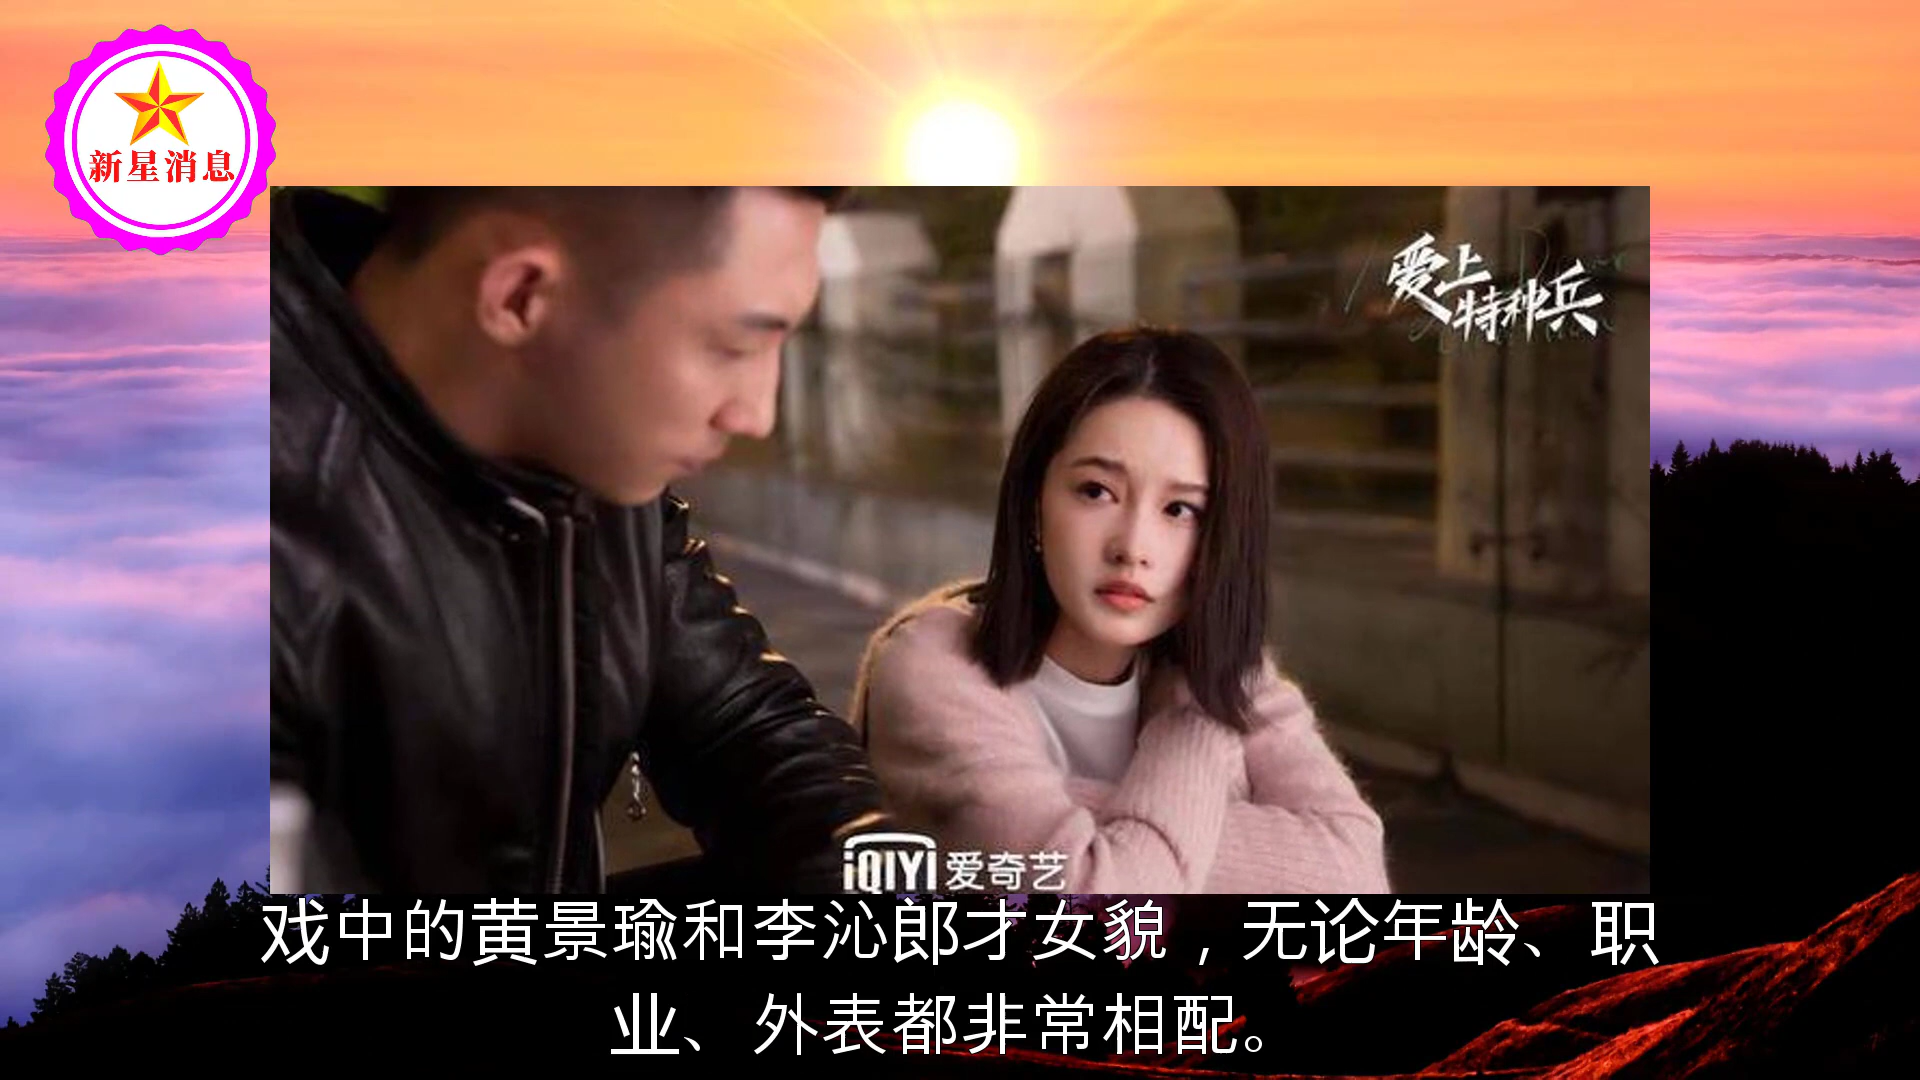 新星消息
爱上
特种兵
iQIYI 爱奇艺
戏中的黄景瑜和李沁郎才女貌，无论年龄、职
业、外表都非常相配。